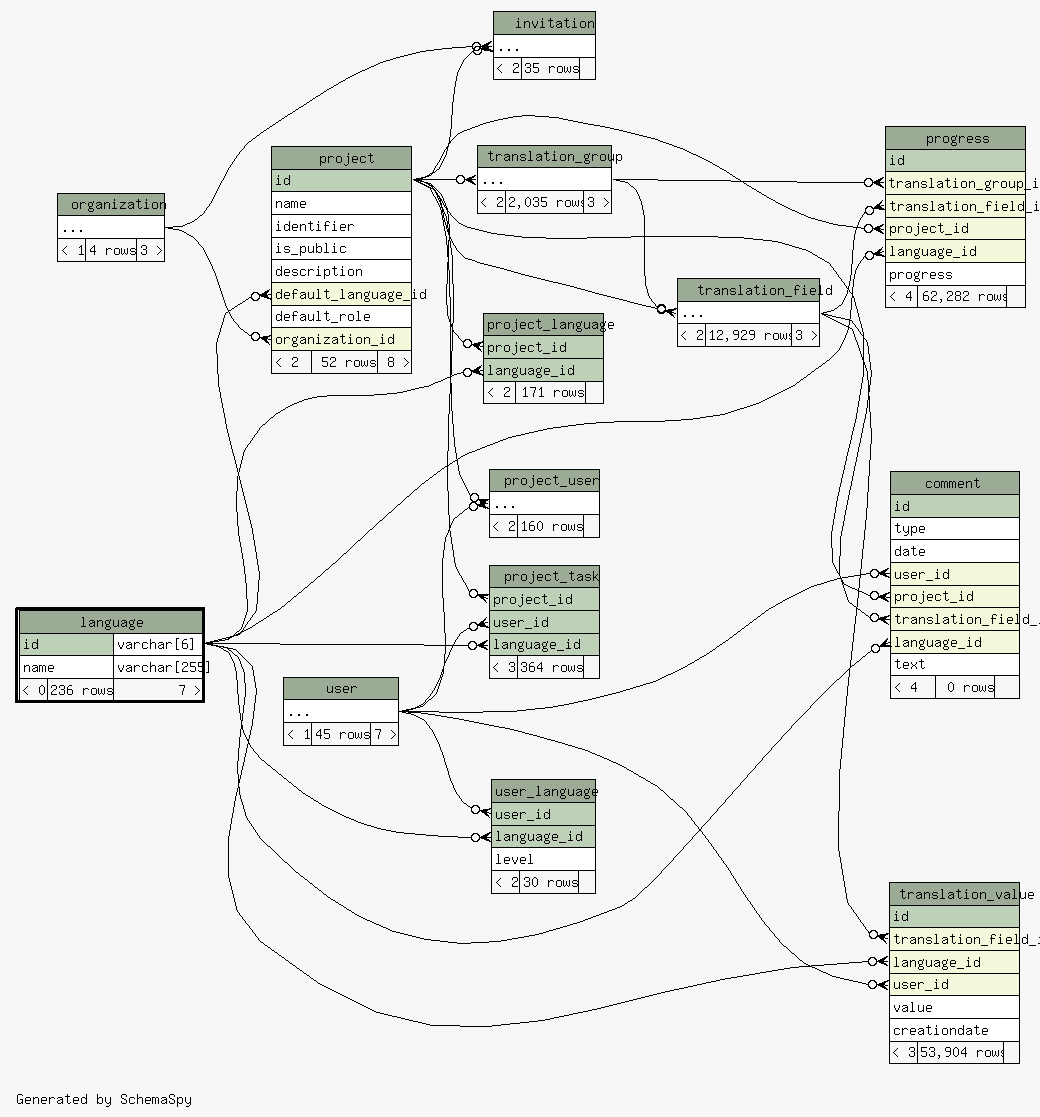 invitation
...
< 2 35 rows
project
id
name
identifier
is_public
description
default_language_id
default_role
organization_id
< 2 52 rows 8 >
translation_group
...
< 2 2,035 rows 3 >
progress
id
translation_group_i
translation_field_i
project_id
language_id
progress
< 4 62,282 rows
organization
...
< 1 4 rows 3 >
translation_field
...
< 2 12,929 rows 3 >
project_language
project_id
language_id
< 2 171 rows
project_user
...
< 2 160 rows
comment
id
type
date
user_id
project_id
translation_field_i
language_id
text
< 4 0 rows
project_task
project_id
user_id
language_id
< 3 364 rows
language
id varchar[6]
name varchar[255]
< 0 236 rows 7 >
user
...
< 1 45 rows 7 >
user_language
user_id
language_id
level
< 2 30 rows
translation_value
id
translation_field_i
language_id
user_id
value
creationdate
< 3 53,904 rows
Generated by SchemaSpy